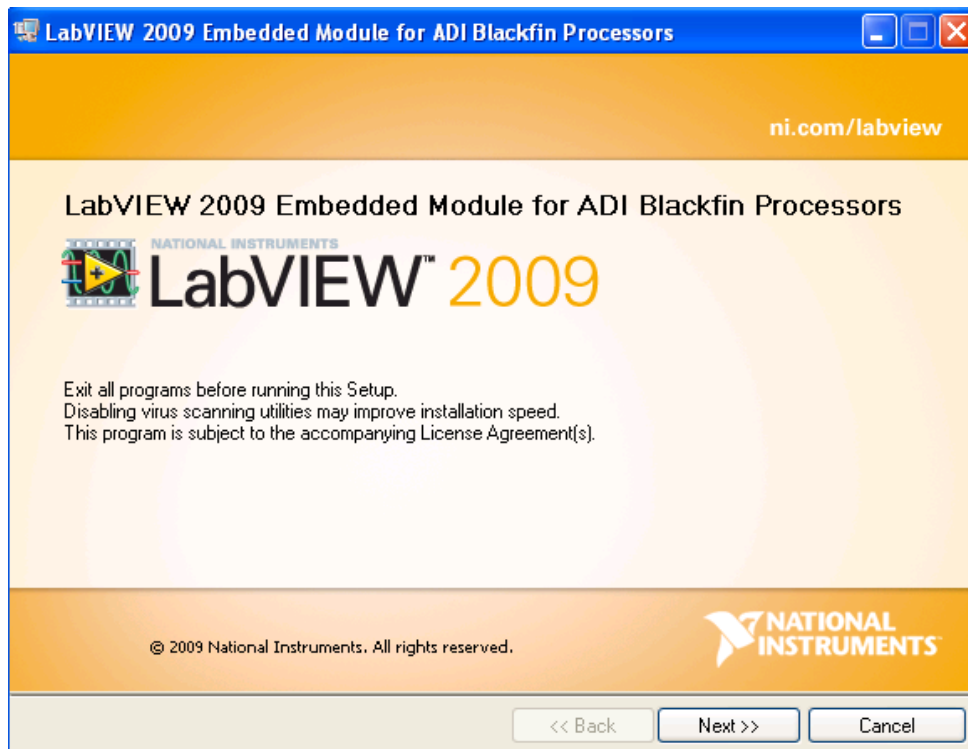 LabVIEW 2009 Embedded Module for ADI Blackfin Processors
ni.com/labview
LabVIEW 2009 Embedded Module for ADI Blackfin Processors
NATIONAL INSTRUMENTS
LabVIEW™ 2009
Exit all programs before running this Setup.
Disabling virus scanning utilities may improve installation speed.
This program is subject to the accompanying License Agreement(s).
© 2009 National Instruments. All rights reserved.
NATIONAL
INSTRUMENTS™
<< Back Next >> Cancel